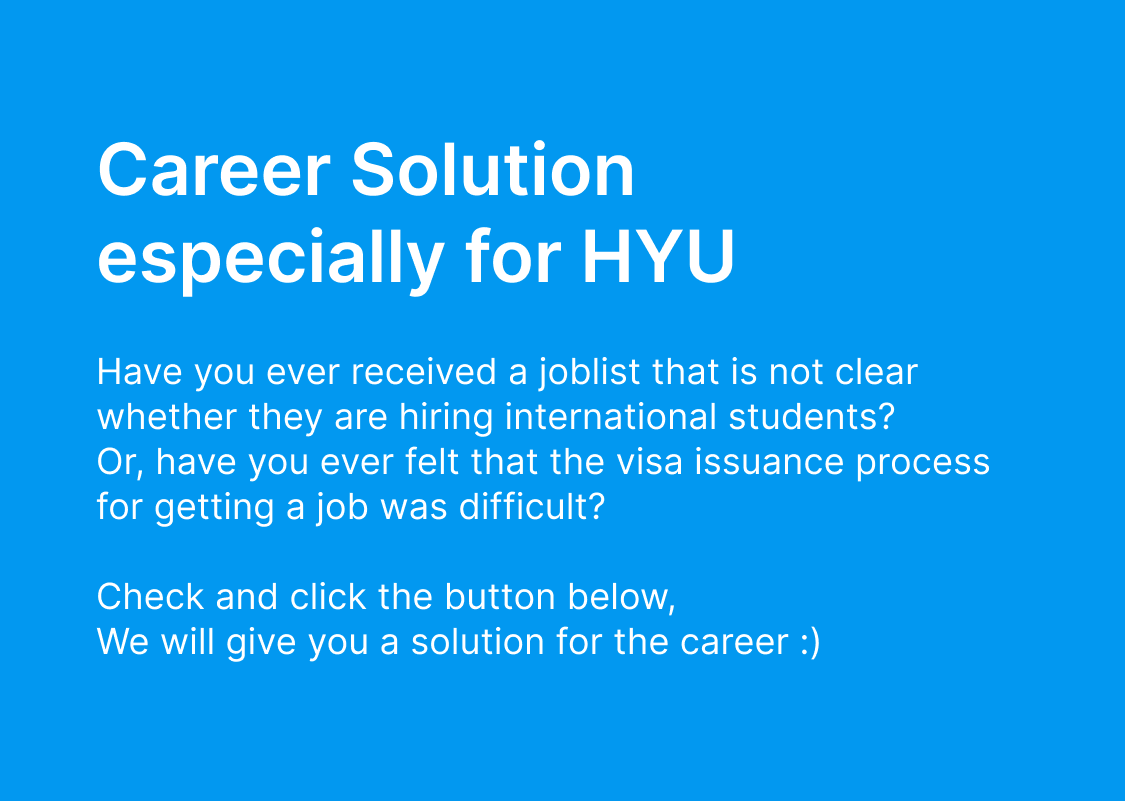 Career Solution
especially for HYU
Have you ever received a joblist that is not clear
whether they are hiring international students?
Or, have you ever felt that the visa issuance process
for getting a job was difficult?
Check and click the button below,
We will give you a solution for the career :)